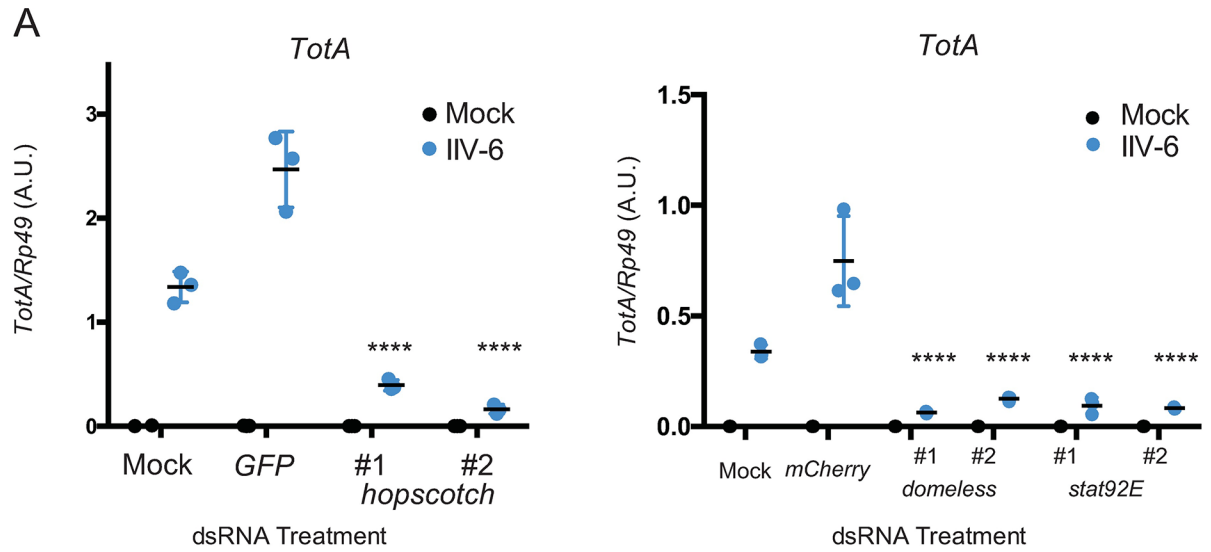 A
TotA
Mock
IIV-6
TotA/Rp49 (A.U.)
3
2
1
0
****
****
Mock
GFP
#1
#2
hopscotch
dsRNA Treatment
TotA
Mock
IIV-6
TotA/Rp49 (A.U.)
1.5
1.0
0.5
0.0
****
****
****
****
Mock
mCherry
#1
#2
#1
#2
domeless
stat92E
dsRNA Treatment